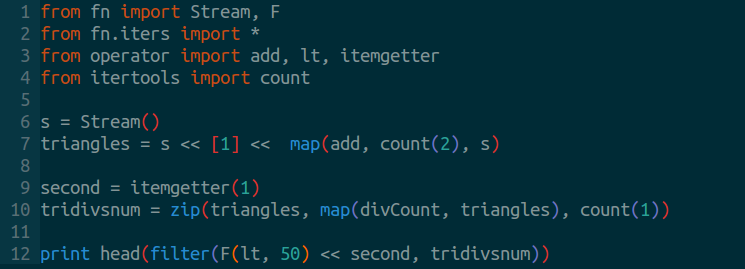 1 from fn import Stream, F
2 from fn.iters import *
3 from operator import add, lt, itemgetter
4 from itertools import count
5
6 s = Stream()
7 triangles = s << [1] <<  map(add, count(2), s)
8
9 second = itemgetter(1)
10 tridivsnum = zip(triangles, map(divCount, triangles), count(1))
11
12 print head(filter(F(lt, 50) << second, tridivsnum))